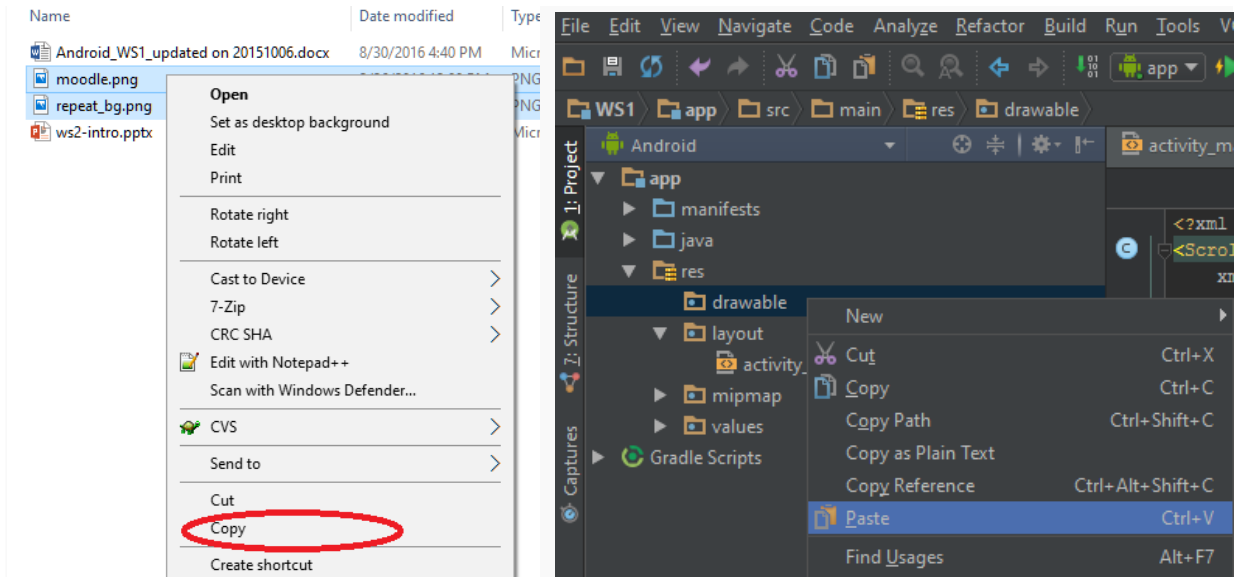 Name Date modified Type
Android_WS1_updated on 20151006.docx 8/30/2016 4:40 PM Micr
moodle.png PNG
repeat_bg.png PNG
ws2-intro.pptx Micr
Open
Set as desktop background
Edit
Print
Rotate right
Rotate left
Cast to Device
7-Zip
CRC SHA
Edit with Notepad++
Scan with Windows Defender...
CVS
Send to
Cut
Copy
Create shortcut
File Edit View Navigate Code Analyze Refactor Build Run Tools
app
WS1 app src main res drawable
Android activity_m
1: Project
7: Structure
Captures
app
manifests
java
res
drawable
layout
activity_
mipmap
values
Gradle Scripts
<?xml
<Scrol
xm
New
Cut Ctrl+X
Copy Ctrl+C
Copy Path Ctrl+Shift+C
Copy as Plain Text
Copy Reference Ctrl+Alt+Shift+C
Paste Ctrl+V
Find Usages Alt+F7